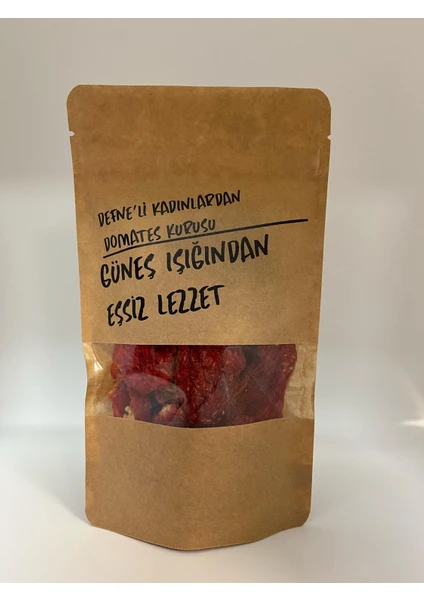 DEFNE'Lİ KADINLARDAN
DOMATES KURUSU
GÜNEŞ IŞIĞINDAN
EŞSİZ LEZZET